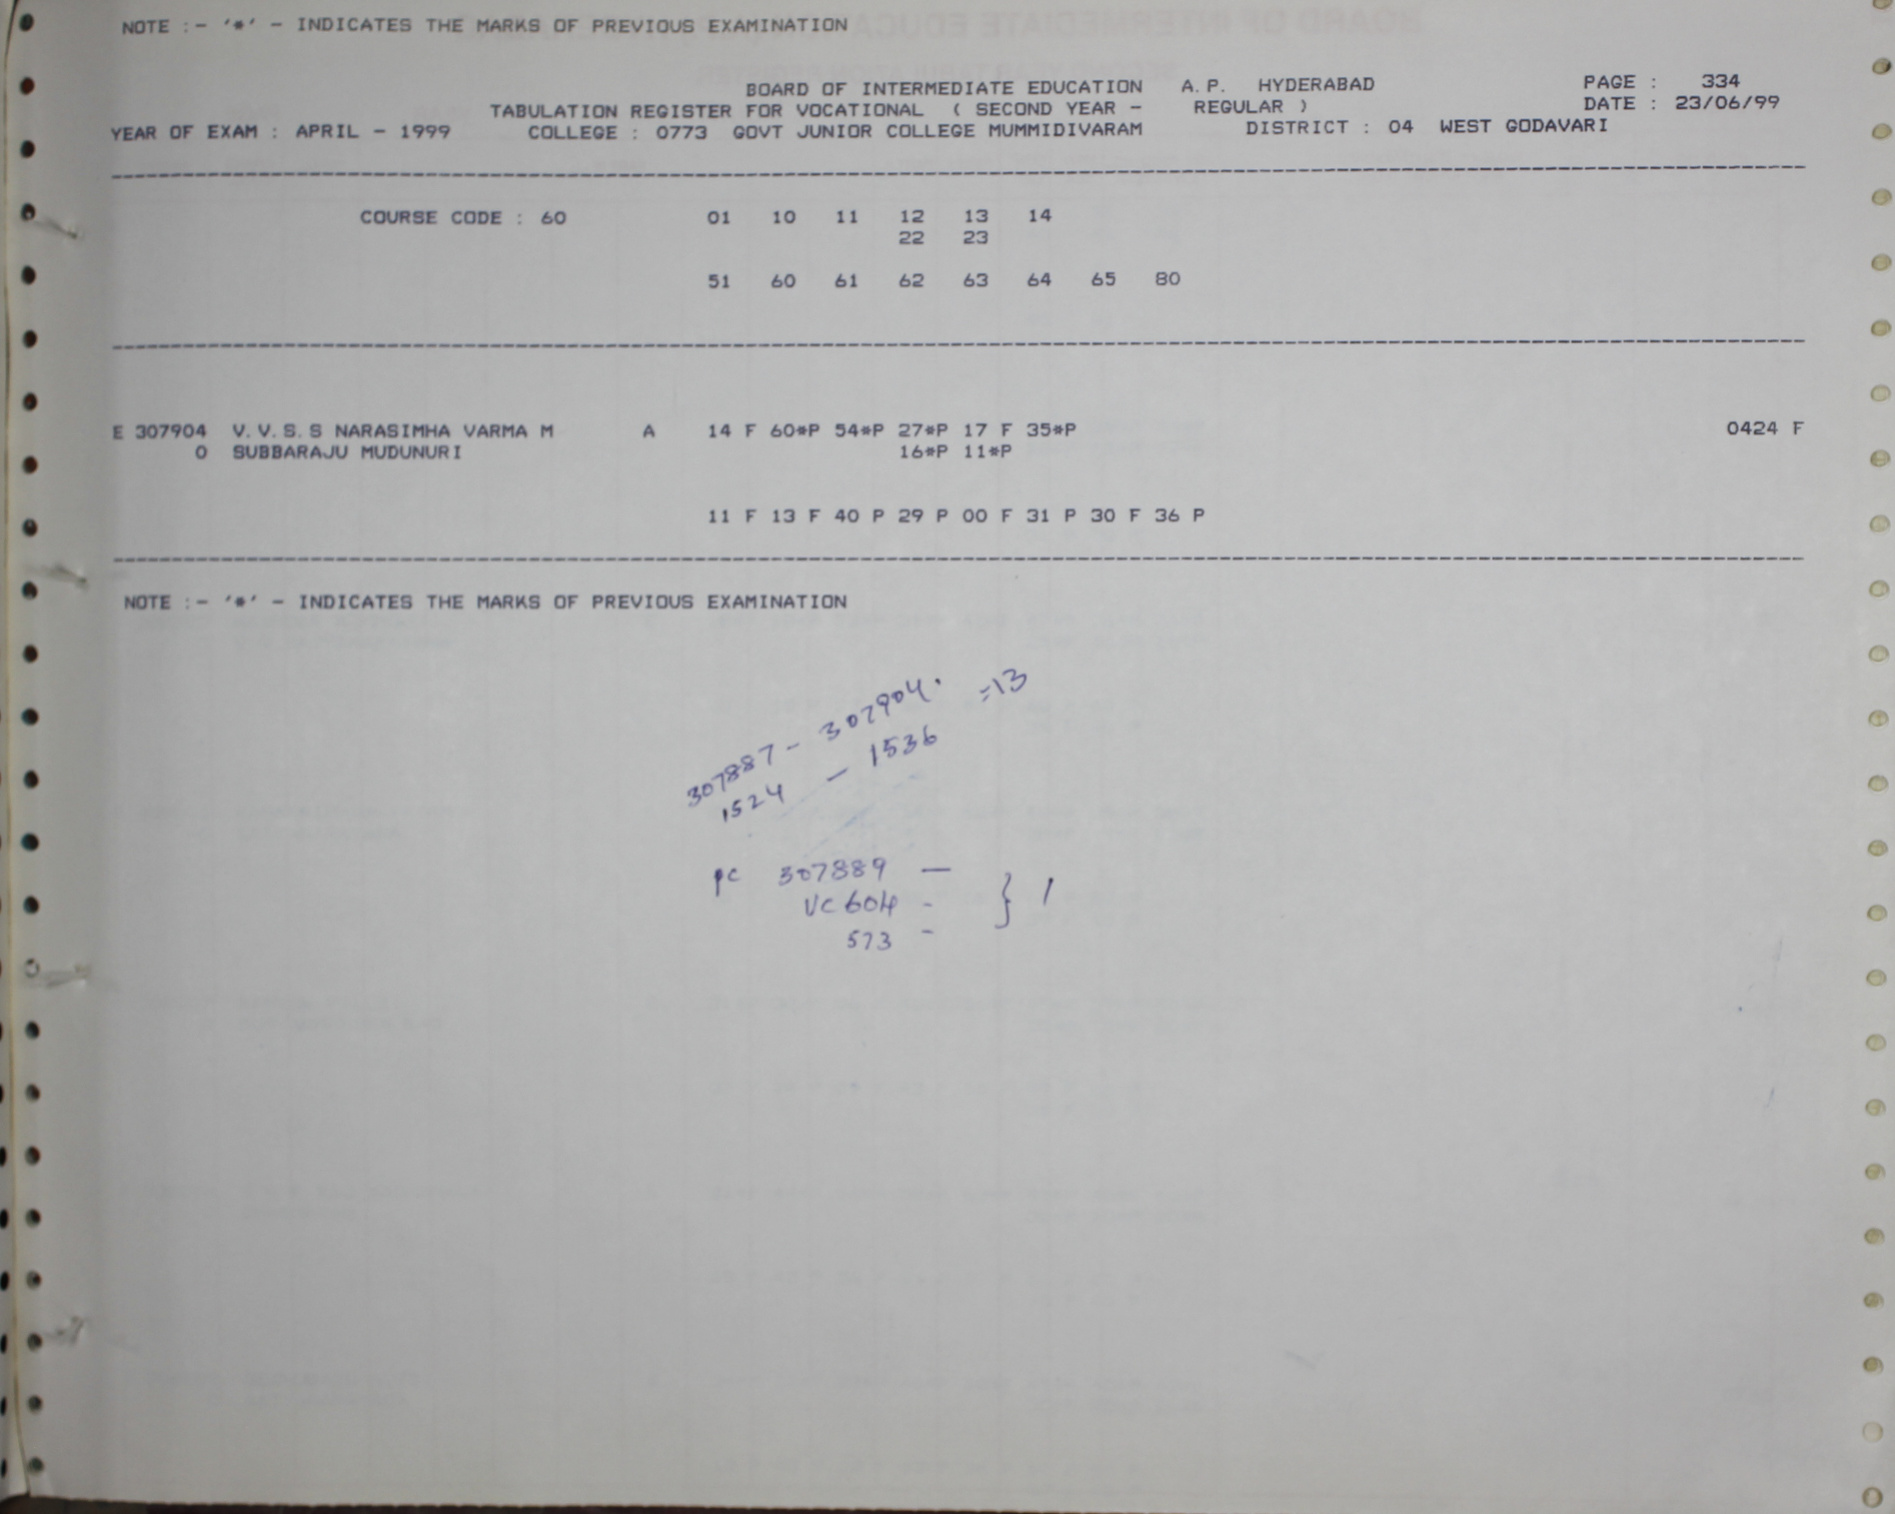 NOTE :- '*' - INDICATES THE MARKS OF PREVIOUS EXAMINATION
BOARD OF INTERMEDIATE EDUCATION A.P. HYDERABAD PAGE : 334
TABULATION REGISTER FOR VOCATIONAL ( SECOND YEAR - REGULAR ) DATE : 23/06/99
YEAR OF EXAM : APRIL - 1999 COLLEGE : 0773 GOVT JUNIOR COLLEGE MUMMIDIVARAM DISTRICT : 04 WEST GODAVARI
COURSE CODE : 60 01 10 11 12 13 14
22 23
51 60 61 62 63 64 65 80
E 307904 V.V.S.S NARASIMHA VARMA M A 14 F 60*P 54*P 27*P 17 F 35*P 0424 F
0 SUBBARAJU MUDUNURI 16*P 11*P
11 F 13 F 40 P 29 P 00 F 31 P 30 F 36 P
NOTE :- '*' - INDICATES THE MARKS OF PREVIOUS EXAMINATION
307887 - 307904. =13
1524 - 1536
pc 307889 -
VC 604 - } 1
573 -